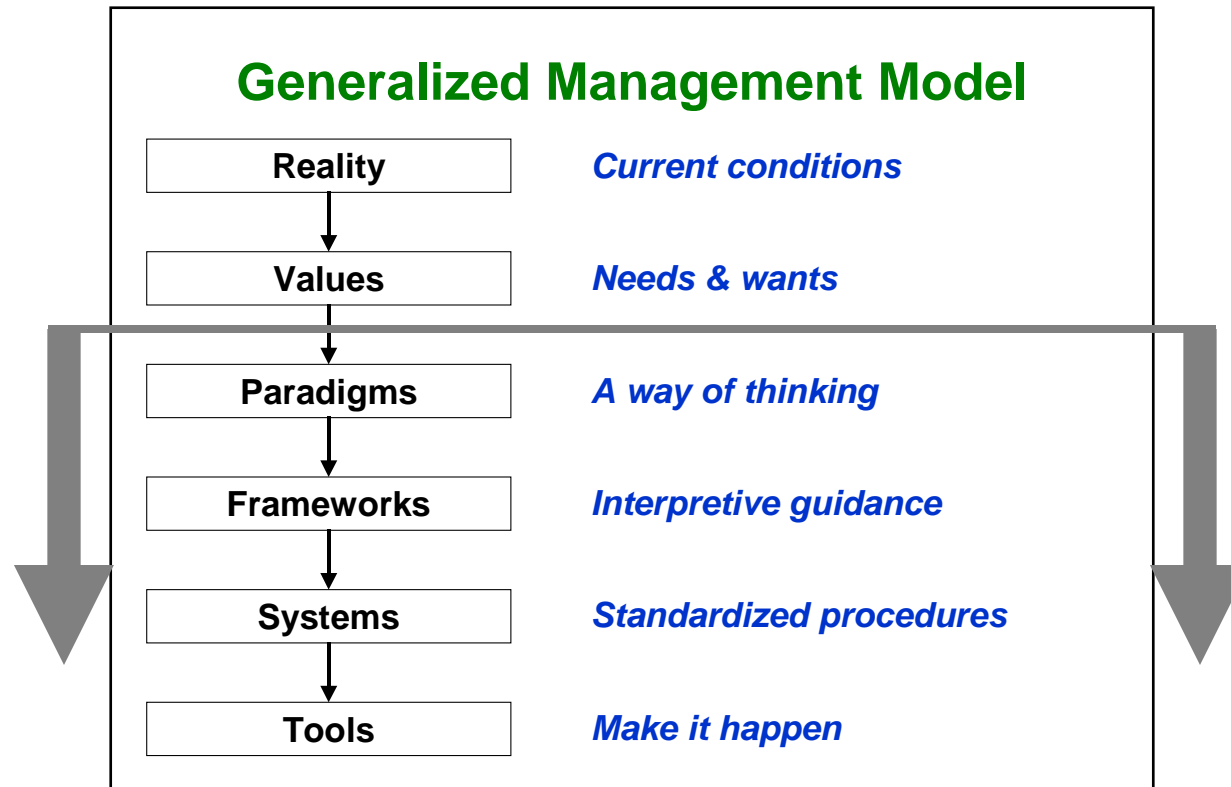 Generalized Management Model
Reality Current conditions
Values Needs & wants
Paradigms A way of thinking
Frameworks Interpretive guidance
Systems Standardized procedures
Tools Make it happen